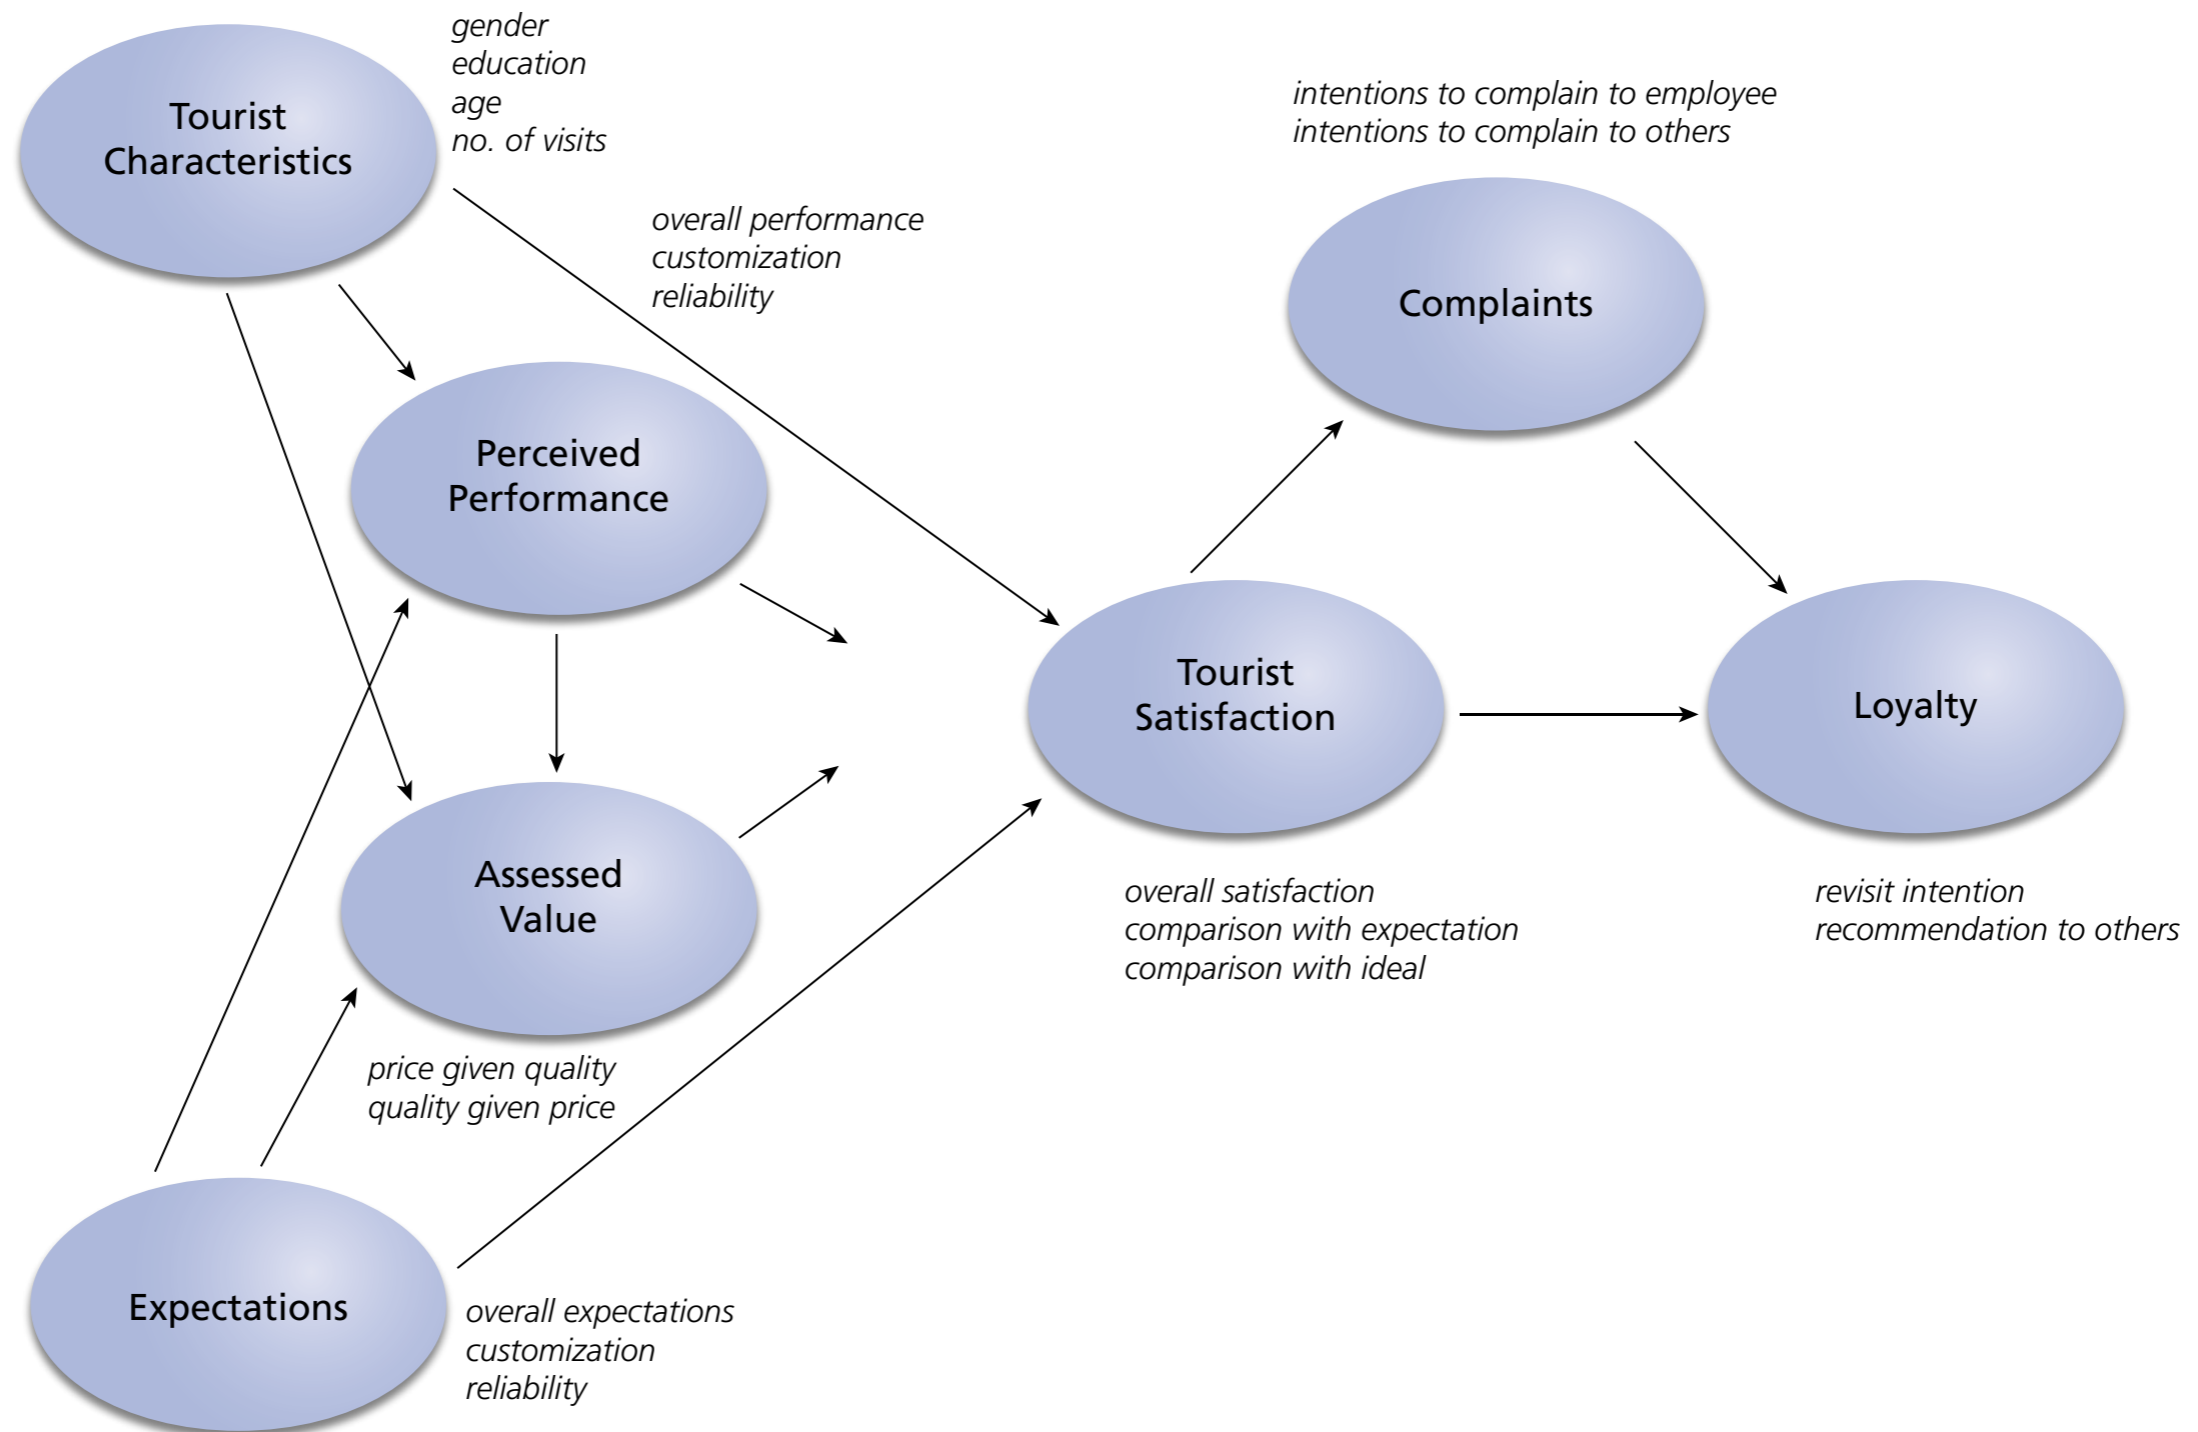 Tourist
Characteristics
gender
education
age
no. of visits
overall performance
customization
reliability
intentions to complain to employee
intentions to complain to others
Complaints
Perceived
Performance
Tourist
Satisfaction
Loyalty
Assessed
Value
overall satisfaction
comparison with expectation
comparison with ideal
revisit intention
recommendation to others
price given quality
quality given price
Expectations
overall expectations
customization
reliability